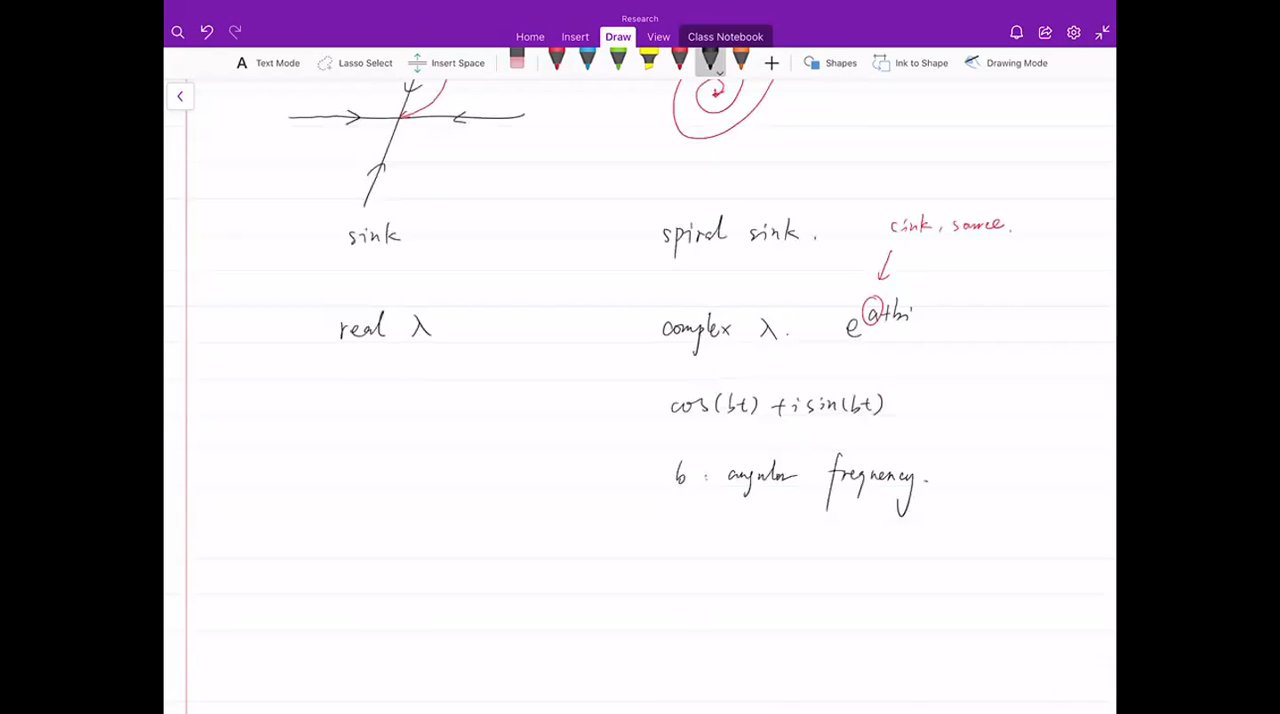 Research
Home Insert Draw View Class Notebook
Text Mode Lasso Select Insert Space Shapes Ink to Shape Drawing Mode
sink
spiral sink.
cink, source.
real λ
complex λ. e^a+bi
cos(bt) + i sin(bt)
b : angular frequency.